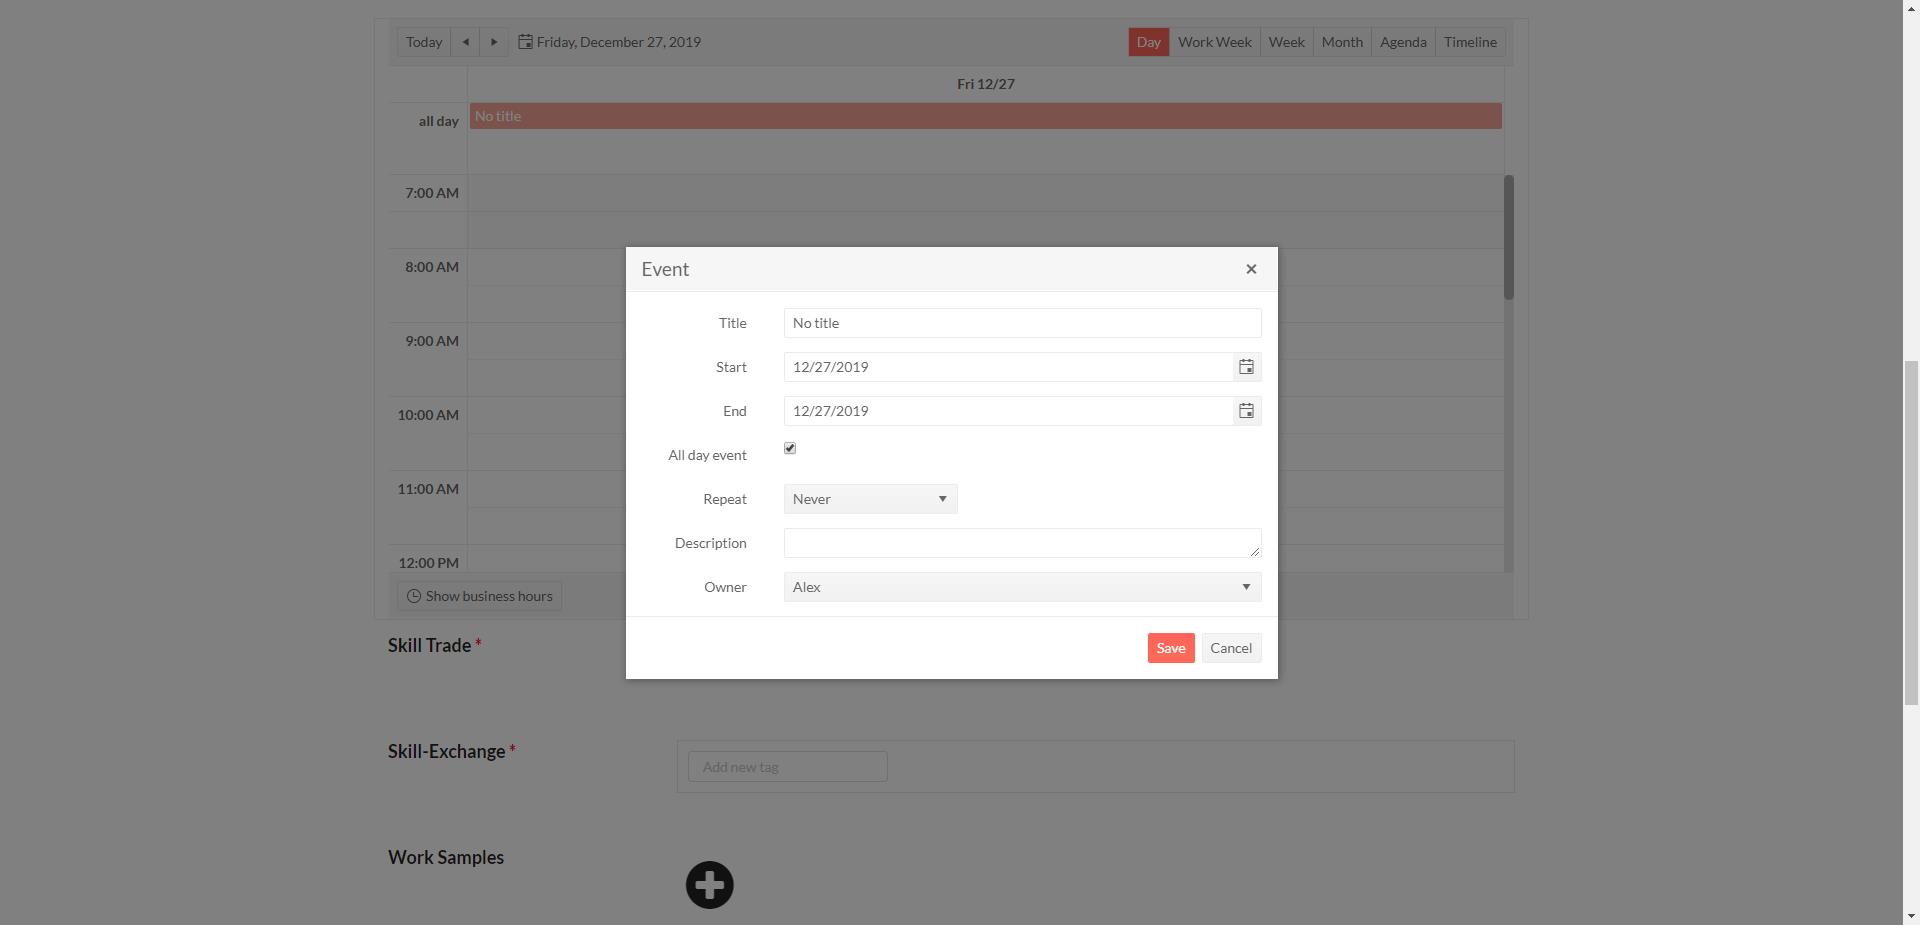 Today Friday, December 27, 2019 Day Work Week Week Month Agenda Timeline
Fri 12/27
all day No title
7:00 AM
8:00 AM
9:00 AM
10:00 AM
11:00 AM
12:00 PM
Show business hours
Event ×
Title No title
Start 12/27/2019
End 12/27/2019
All day event
Repeat Never
Description
Owner Alex
Save Cancel
Skill Trade *
Skill-Exchange * Add new tag
Work Samples